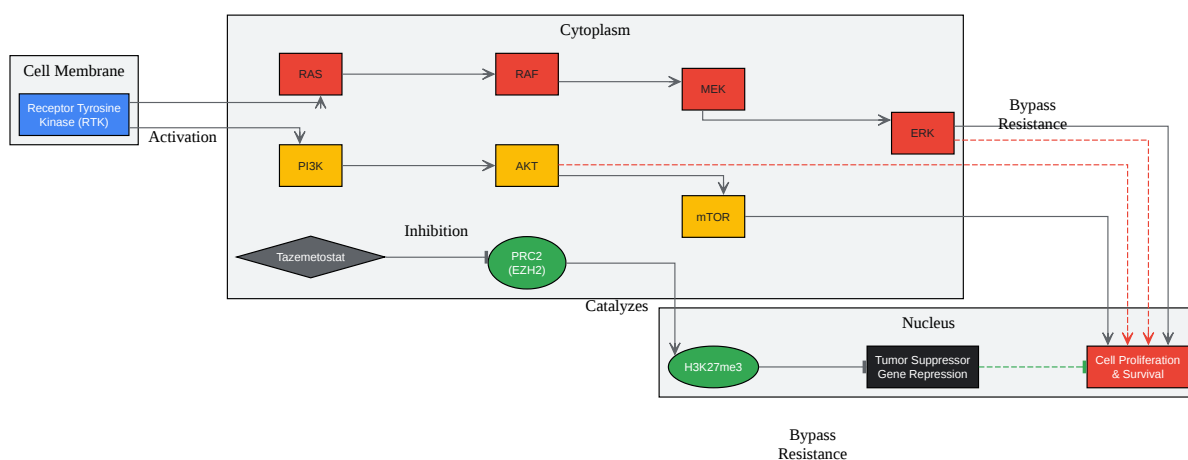 Cytoplasm
Cell Membrane
Receptor Tyrosine
Kinase (RTK)
Activation
RAS
RAF
MEK
ERK
Bypass
Resistance
PI3K
AKT
mTOR
Inhibition
Tazemetostat
PRC2
(EZH2)
Catalyzes
Nucleus
H3K27me3
Tumor Suppressor
Gene Repression
Cell Proliferation
& Survival
Bypass
Resistance